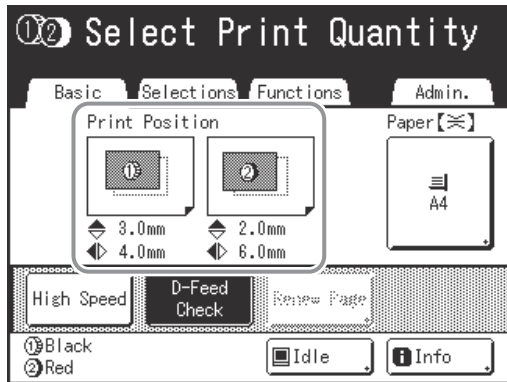 ①② Select Print Quantity
Basic Selections Functions Admin.
Print Position Paper【⚞】
① ②
3.0mm 2.0mm A4
4.0mm 6.0mm
High Speed D-Feed Check Renew Page
①Black
②Red Idle Info